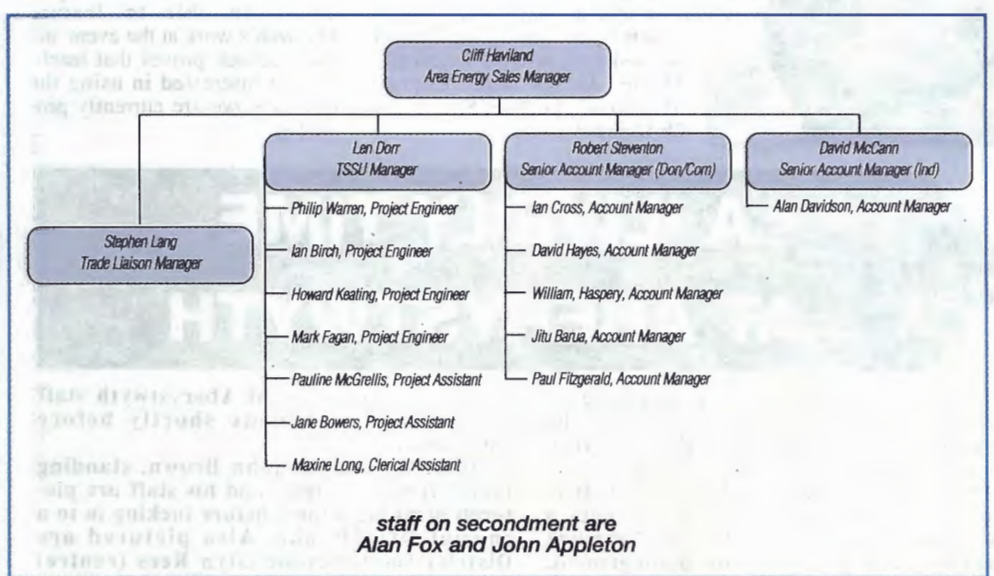 Cliff Haviland
Area Energy Sales Manager
Stephen Lang
Trade Liaison Manager
Len Dorr
TSSU Manager
Philip Warren, Project Engineer
Ian Birch, Project Engineer
Howard Keating, Project Engineer
Mark Fagan, Project Engineer
Pauline McGrellis, Project Assistant
Jane Bowers, Project Assistant
Maxine Long, Clerical Assistant
Robert Steventon
Senior Account Manager (Don/Com)
Ian Cross, Account Manager
David Hayes, Account Manager
William, Haspery, Account Manager
Jitu Barua, Account Manager
Paul Fitzgerald, Account Manager
David McCann
Senior Account Manager (Ind)
Alan Davidson, Account Manager
staff on secondment are
Alan Fox and John Appleton